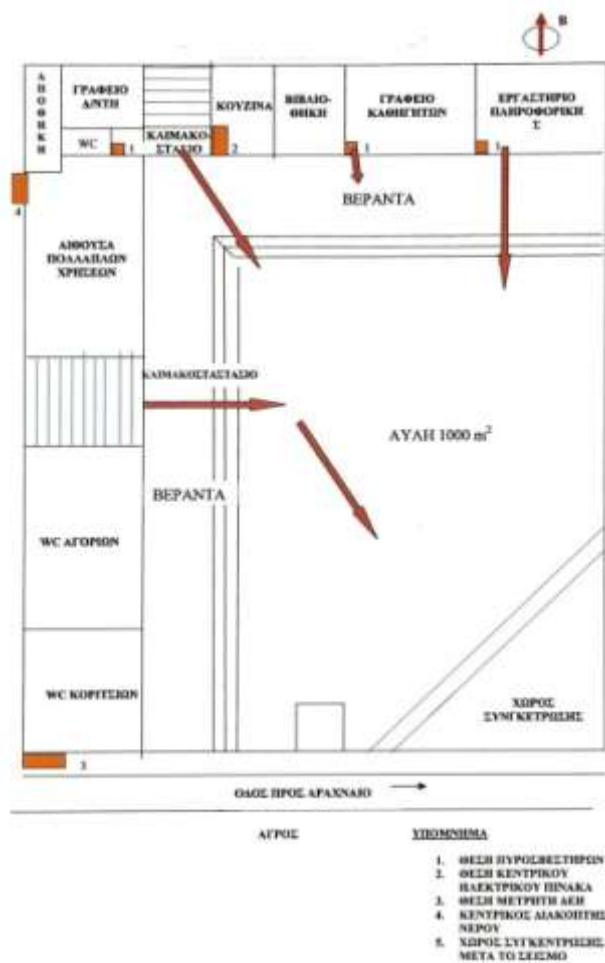 Β
ΑΠΟΘΗΚΗ
ΓΡΑΦΕΙΟ
Δ/ΝΤΗ
ΚΟΥΖΙΝΑ
ΒΙΒΛΙΟ-
ΘΗΚΗ
ΓΡΑΦΕΙΟ
ΚΑΘΗΓΗΤΩΝ
ΕΡΓΑΣΤΗΡΙΟ
ΠΛΗΡΟΦΟΡΙΚΗ
Σ
WC
1
ΚΛΙΜΑΚΟ-
ΣΤΑΣΙΟ
2
1
1
4
ΒΕΡΑΝΤΑ
ΑΙΘΟΥΣΑ
ΠΟΛΛΑΠΛΩΝ
ΧΡΗΣΕΩΝ
ΚΛΙΜΑΚΟΣΤΑΣΤΑΣΙΟ
ΑΥΛΗ 1000 m²
ΒΕΡΑΝΤΑ
WC ΑΓΟΡΙΩΝ
WC ΚΟΡΙΤΣΙΩΝ
ΧΩΡΟΣ
ΣΥΝΓΚΕΤΡΩΣΗΣ
3
ΟΔΟΣ ΠΡΟΣ ΑΡΑΧΝΑΙΟ
ΑΓΡΟΣ
ΥΠΟΜΝΗΜΑ
1. ΘΕΣΗ ΠΥΡΟΣΒΕΣΤΗΡΩΝ
2. ΘΕΣΗ ΚΕΝΤΡΙΚΟΥ
ΗΛΕΚΤΡΙΚΟΥ ΠΙΝΑΚΑ
3. ΘΕΣΗ ΜΕΤΡΗΤΗ ΔΕΗ
4. ΚΕΝΤΡΙΚΟΣ ΔΙΑΚΟΠΤΗΣ
ΝΕΡΟΥ
5. ΧΩΡΟΣ ΣΥΓΚΕΝΤΡΩΣΗΣ
ΜΕΤΑ ΤΟ ΣΕΙΣΜΟ